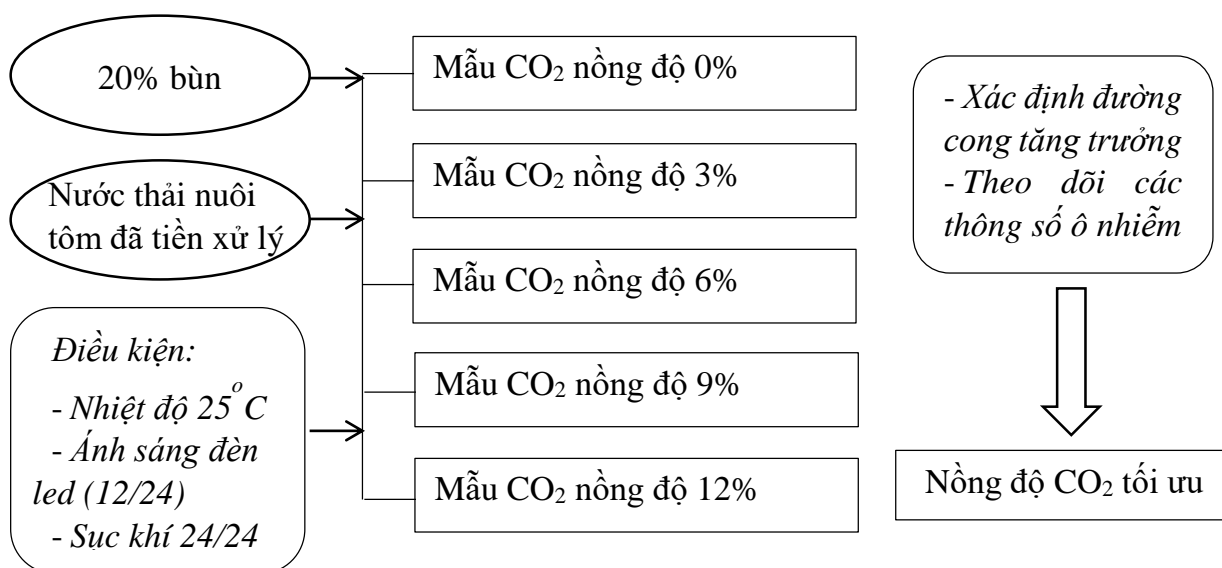 20% bùn
Nước thải nuôi
tôm đã tiền xử lý
Điều kiện:
- Nhiệt độ 25°C
- Ánh sáng đèn
led (12/24)
- Sục khí 24/24
Mẫu CO₂ nồng độ 0%
Mẫu CO₂ nồng độ 3%
Mẫu CO₂ nồng độ 6%
Mẫu CO₂ nồng độ 9%
Mẫu CO₂ nồng độ 12%
- Xác định đường
cong tăng trưởng
- Theo dõi các
thông số ô nhiễm
Nồng độ CO₂ tối ưu